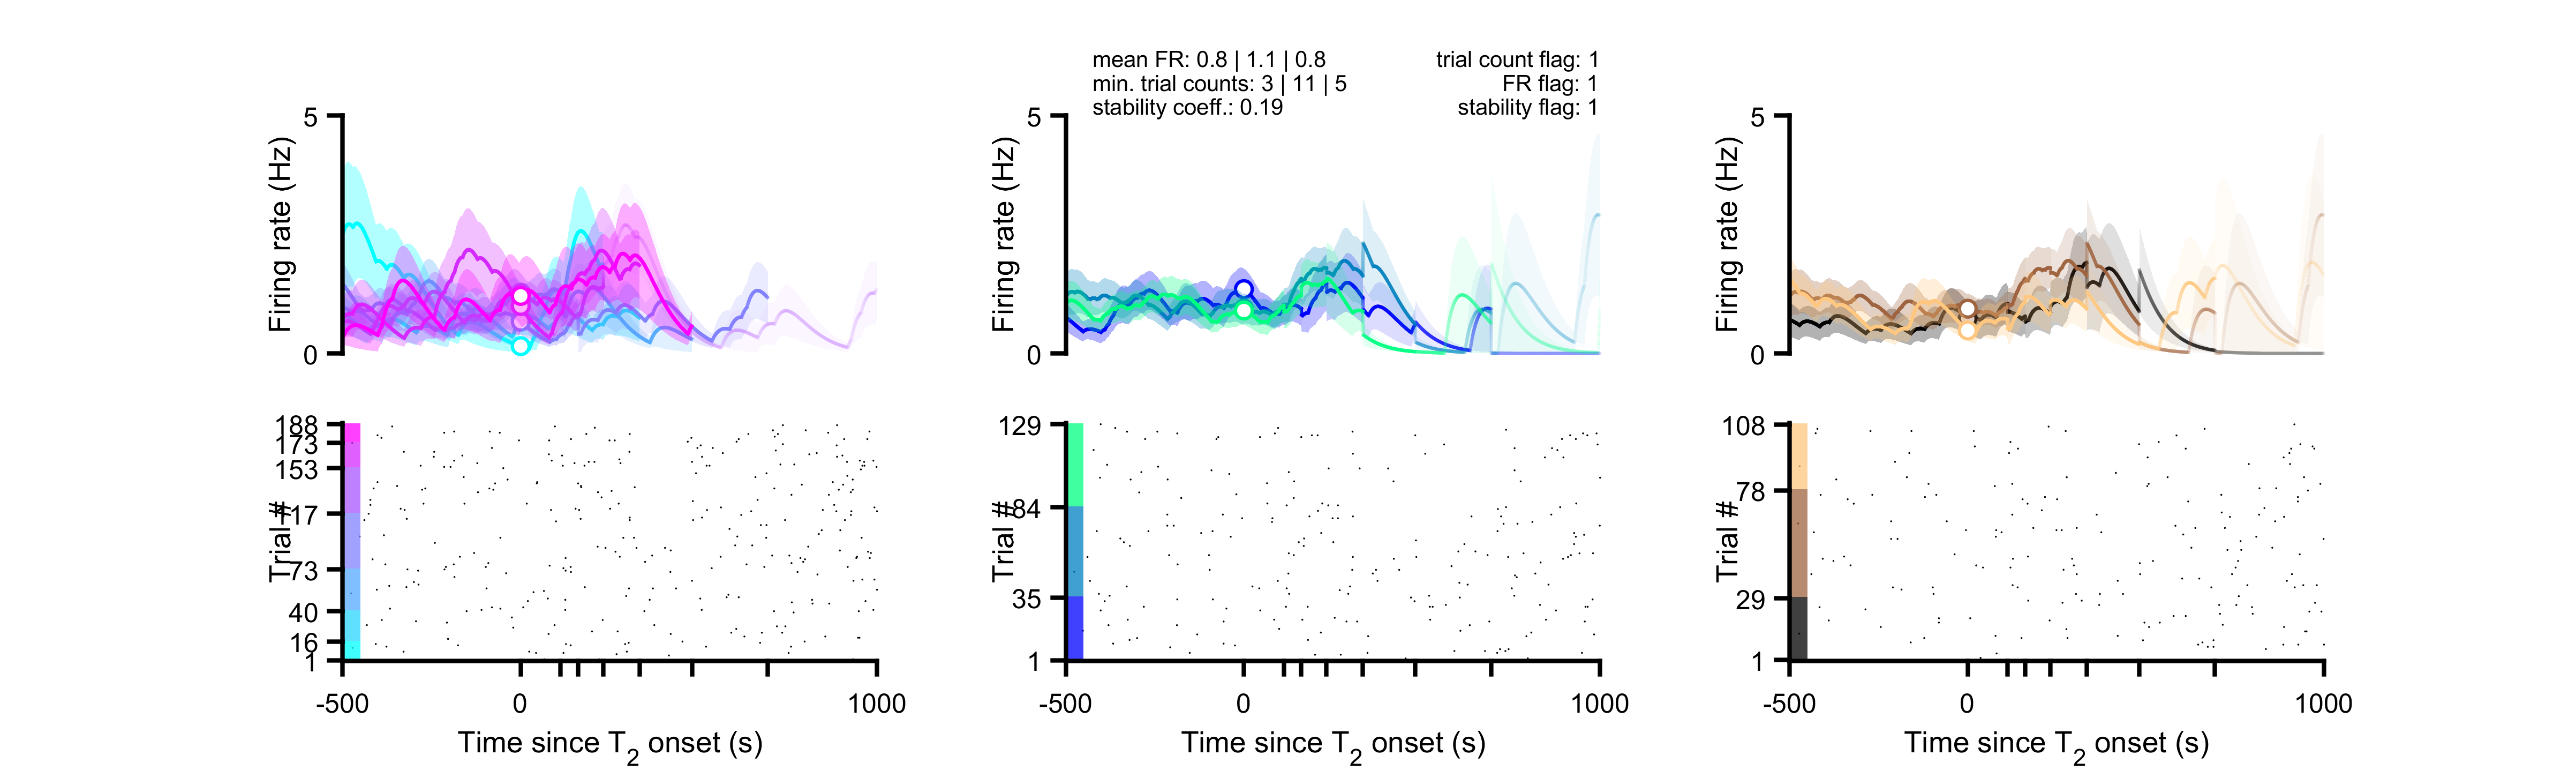 mean FR: 0.8 | 1.1 | 0.8
min. trial counts: 3 | 11 | 5
stability coeff.: 0.19
trial count flag: 1
FR flag: 1
stability flag: 1
5
0
Firing rate (Hz)
5
0
Firing rate (Hz)
5
0
Firing rate (Hz)
188
173
153
117
73
40
16
1
Trial #
-500
0
1000
Time since T2 onset (s)
129
84
35
1
Trial #
-500
0
1000
Time since T2 onset (s)
108
78
29
1
Trial #
-500
0
1000
Time since T2 onset (s)